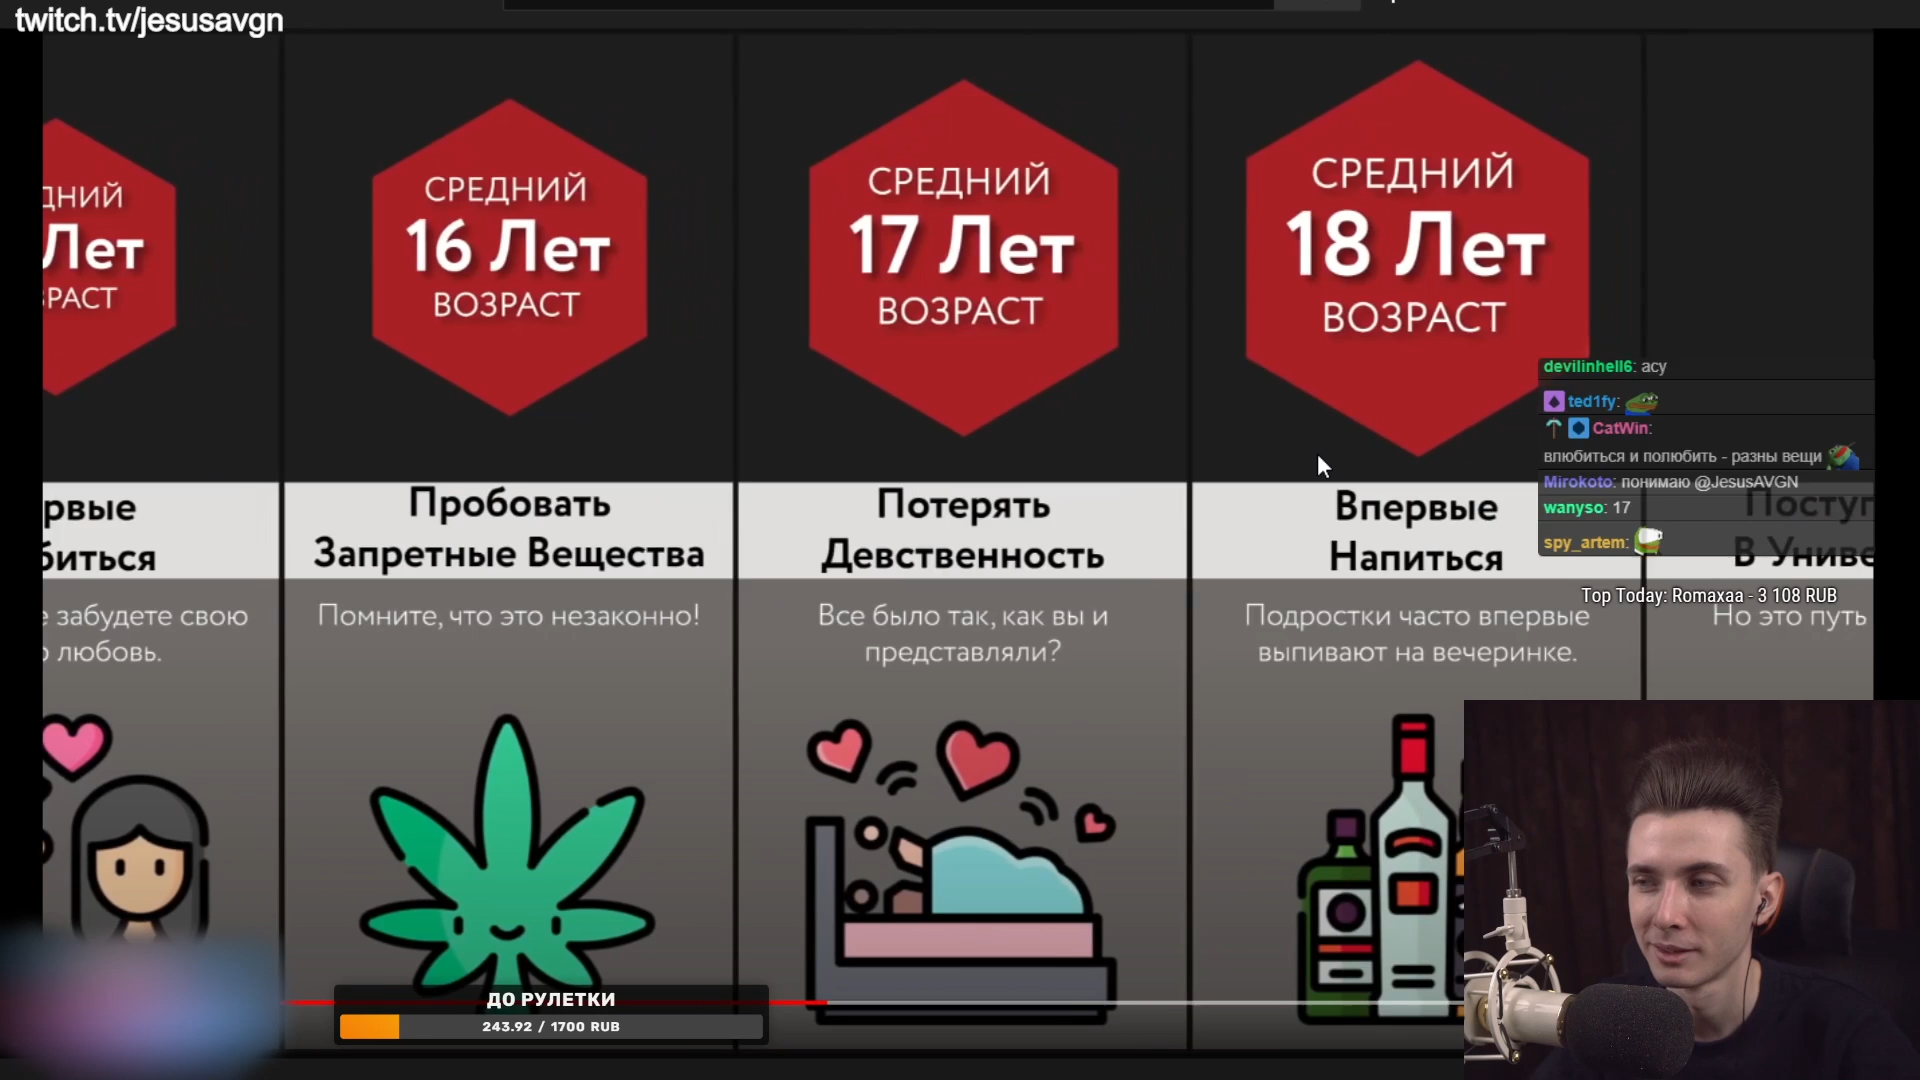 twitch.tv/jesusavgn
ДНИЙ
Лет
РАСТ
рвые
биться
забудете свою
любовь.
СРЕДНИЙ
16 Лет
ВОЗРАСТ
Пробовать
Запретные Вещества
Помните, что это незаконно!
СРЕДНИЙ
17 Лет
ВОЗРАСТ
Потерять
Девственность
Все было так, как вы и
представляли?
СРЕДНИЙ
18 Лет
ВОЗРАСТ
Впервые
Напиться
Подростки часто впервые
выпивают на вечеринке.
Поступ
В Униве
Но это путь
devilinhell6: асу
ted1fy:
CatWin:
влюбиться и полюбить - разны вещи
Mirokoto: понимаю @JesusAVGN
wanyso: 17
spy_artem:
Top Today: Romaxaa - 3 108 RUB
ДО РУЛЕТКИ
243.92 / 1700 RUB